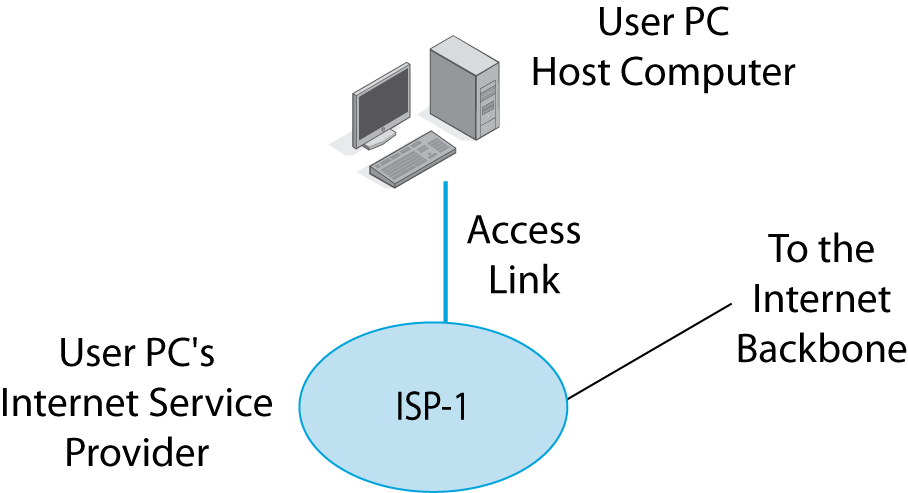 User PC
Host Computer
Access
Link
To the
Internet
Backbone
User PC's
Internet Service
Provider
ISP-1